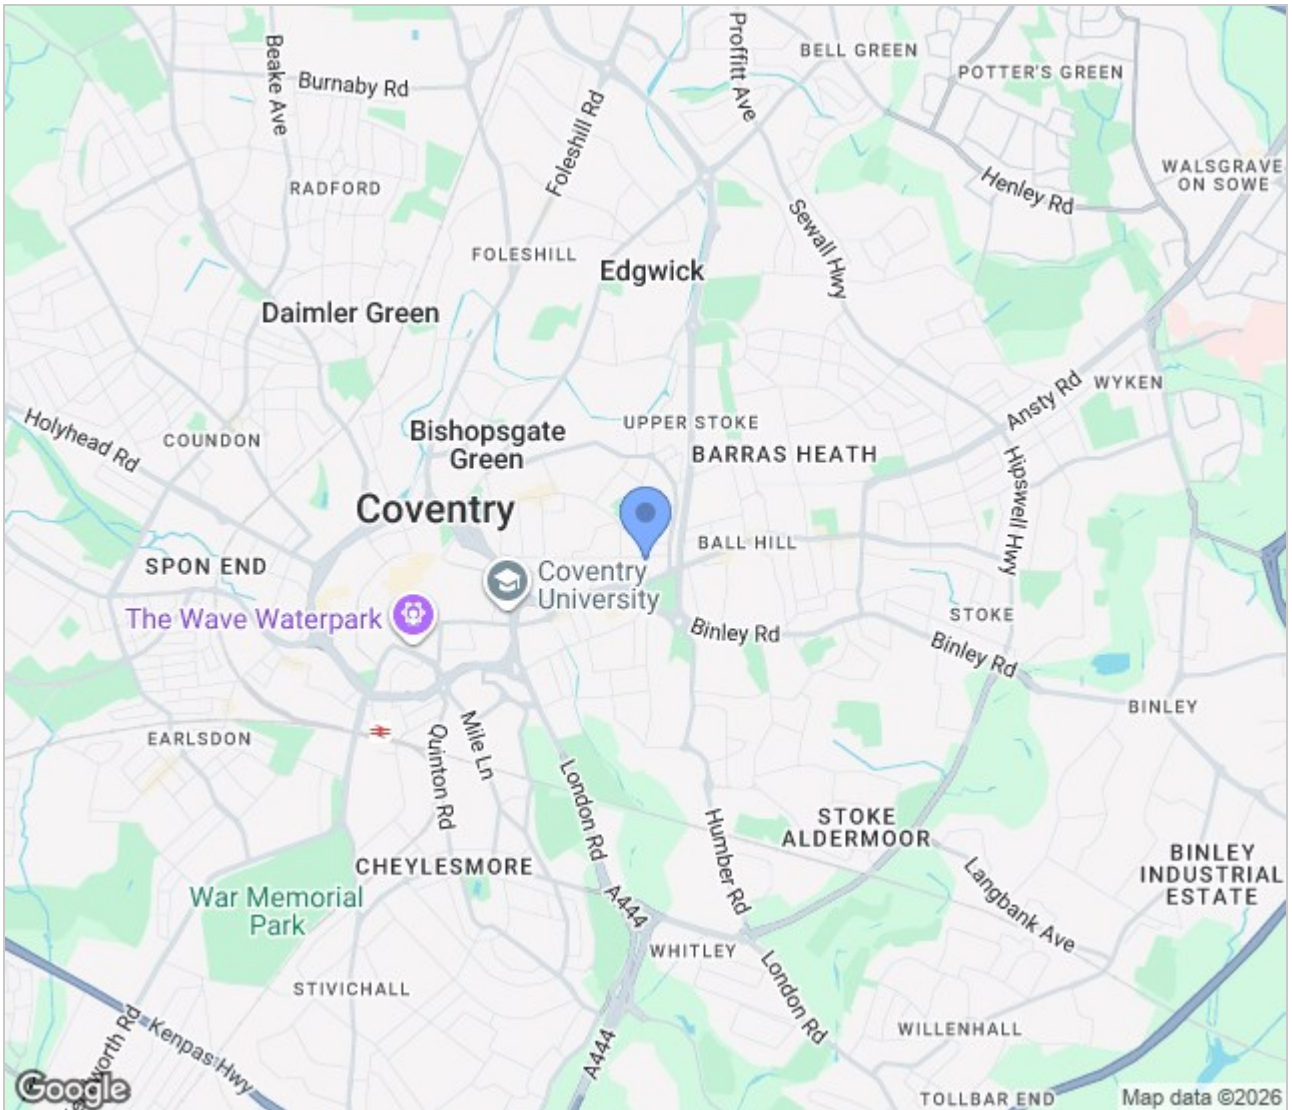 Beake Ave
Burnaby Rd
Foleshill Rd
Proffitt Ave
BELL GREEN
POTTER'S GREEN
WALSGRAVE
ON SOWE
Henley Rd
RADFORD
Sewall Hwy
FOLESHILL
Edgwick
Daimler Green
Ansty Rd
WYKEN
Holyhead Rd
COUNDON
Bishopsgate
Green
UPPER STOKE
BARRAS HEATH
Hipswell Hwy
Coventry
BALL HILL
SPON END
Coventry
University
The Wave Waterpark
STOKE
Binley Rd
Binley Rd
BINLEY
EARLSDON
Quinton Rd
Mile Ln
London Rd
Humber Rd
STOKE
ALDERMOOR
CHEYLESMORE
BINLEY
INDUSTRIAL
ESTATE
War Memorial
Park
A444
Langbank Ave
WHITLEY
London Rd
STIVICHALL
WILLENHALL
A444
Kenpas Hwy
Google
TOLLBAR END
Map data ©2026